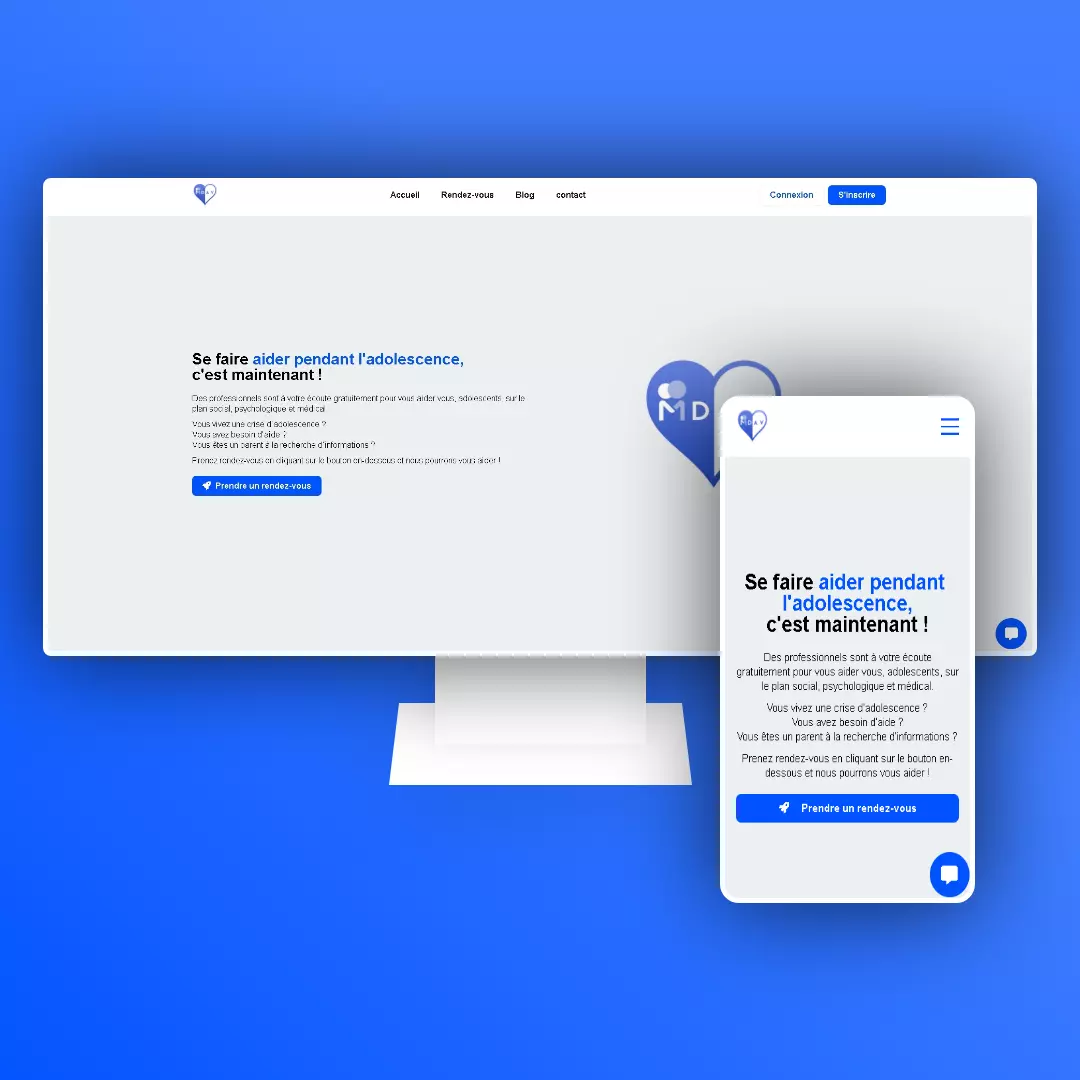 MDAV
Accueil Rendez-vous Blog contact
Connexion S'inscrire
Se faire aider pendant l'adolescence,
c'est maintenant !
Des professionnels sont à votre écoute gratuitement pour vous aider vous, adolescents, sur le
plan social, psychologique et médical.
Vous vivez une crise d'adolescence ?
Vous avez besoin d'aide ?
Vous êtes un parent à la recherche d'informations ?
Prenez rendez-vous en cliquant sur le bouton en-dessous et nous pourrons vous aider !
Prendre un rendez-vous
MD
MDAV
Se faire aider pendant
l'adolescence,
c'est maintenant !
Des professionnels sont à votre écoute
gratuitement pour vous aider vous, adolescents, sur
le plan social, psychologique et médical.
Vous vivez une crise d'adolescence ?
Vous avez besoin d'aide ?
Vous êtes un parent à la recherche d'informations ?
Prenez rendez-vous en cliquant sur le bouton en-
dessous et nous pourrons vous aider !
Prendre un rendez-vous